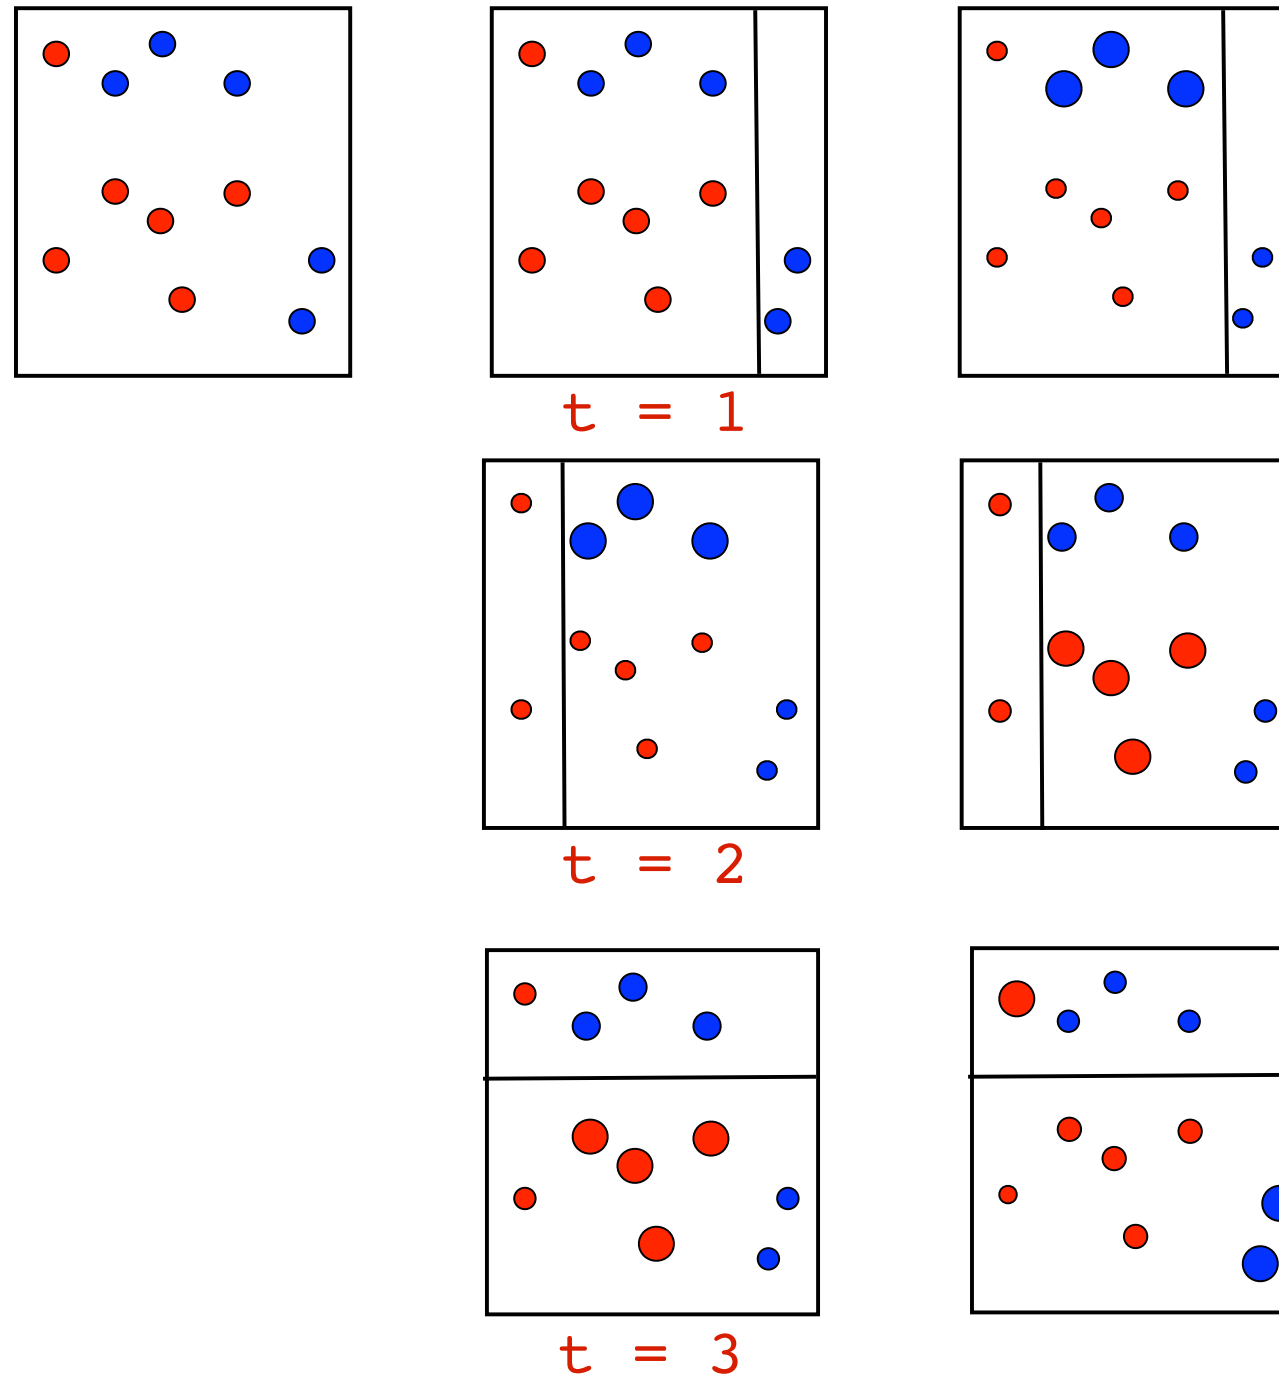 t = 1
t = 2
t = 3